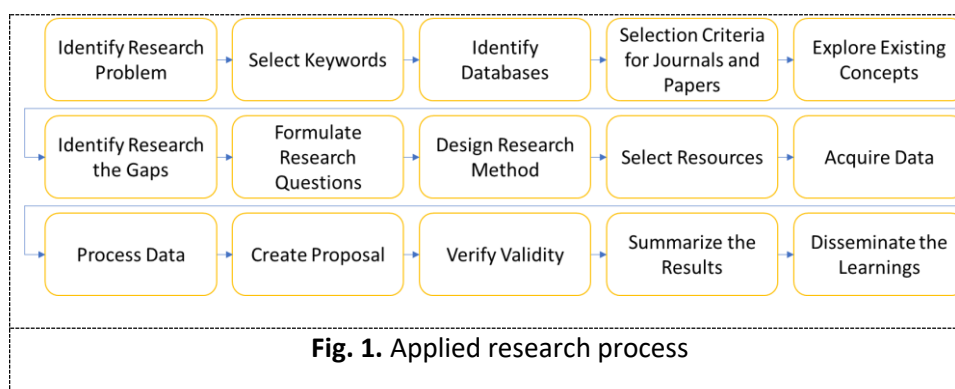 Identify Research
Problem
Select Keywords
Identify
Databases
Selection Criteria
for Journals and
Papers
Explore Existing
Concepts
Identify Research
the Gaps
Formulate
Research
Questions
Design Research
Method
Select Resources
Acquire Data
Process Data
Create Proposal
Verify Validity
Summarize the
Results
Disseminate the
Learnings
Fig. 1. Applied research process